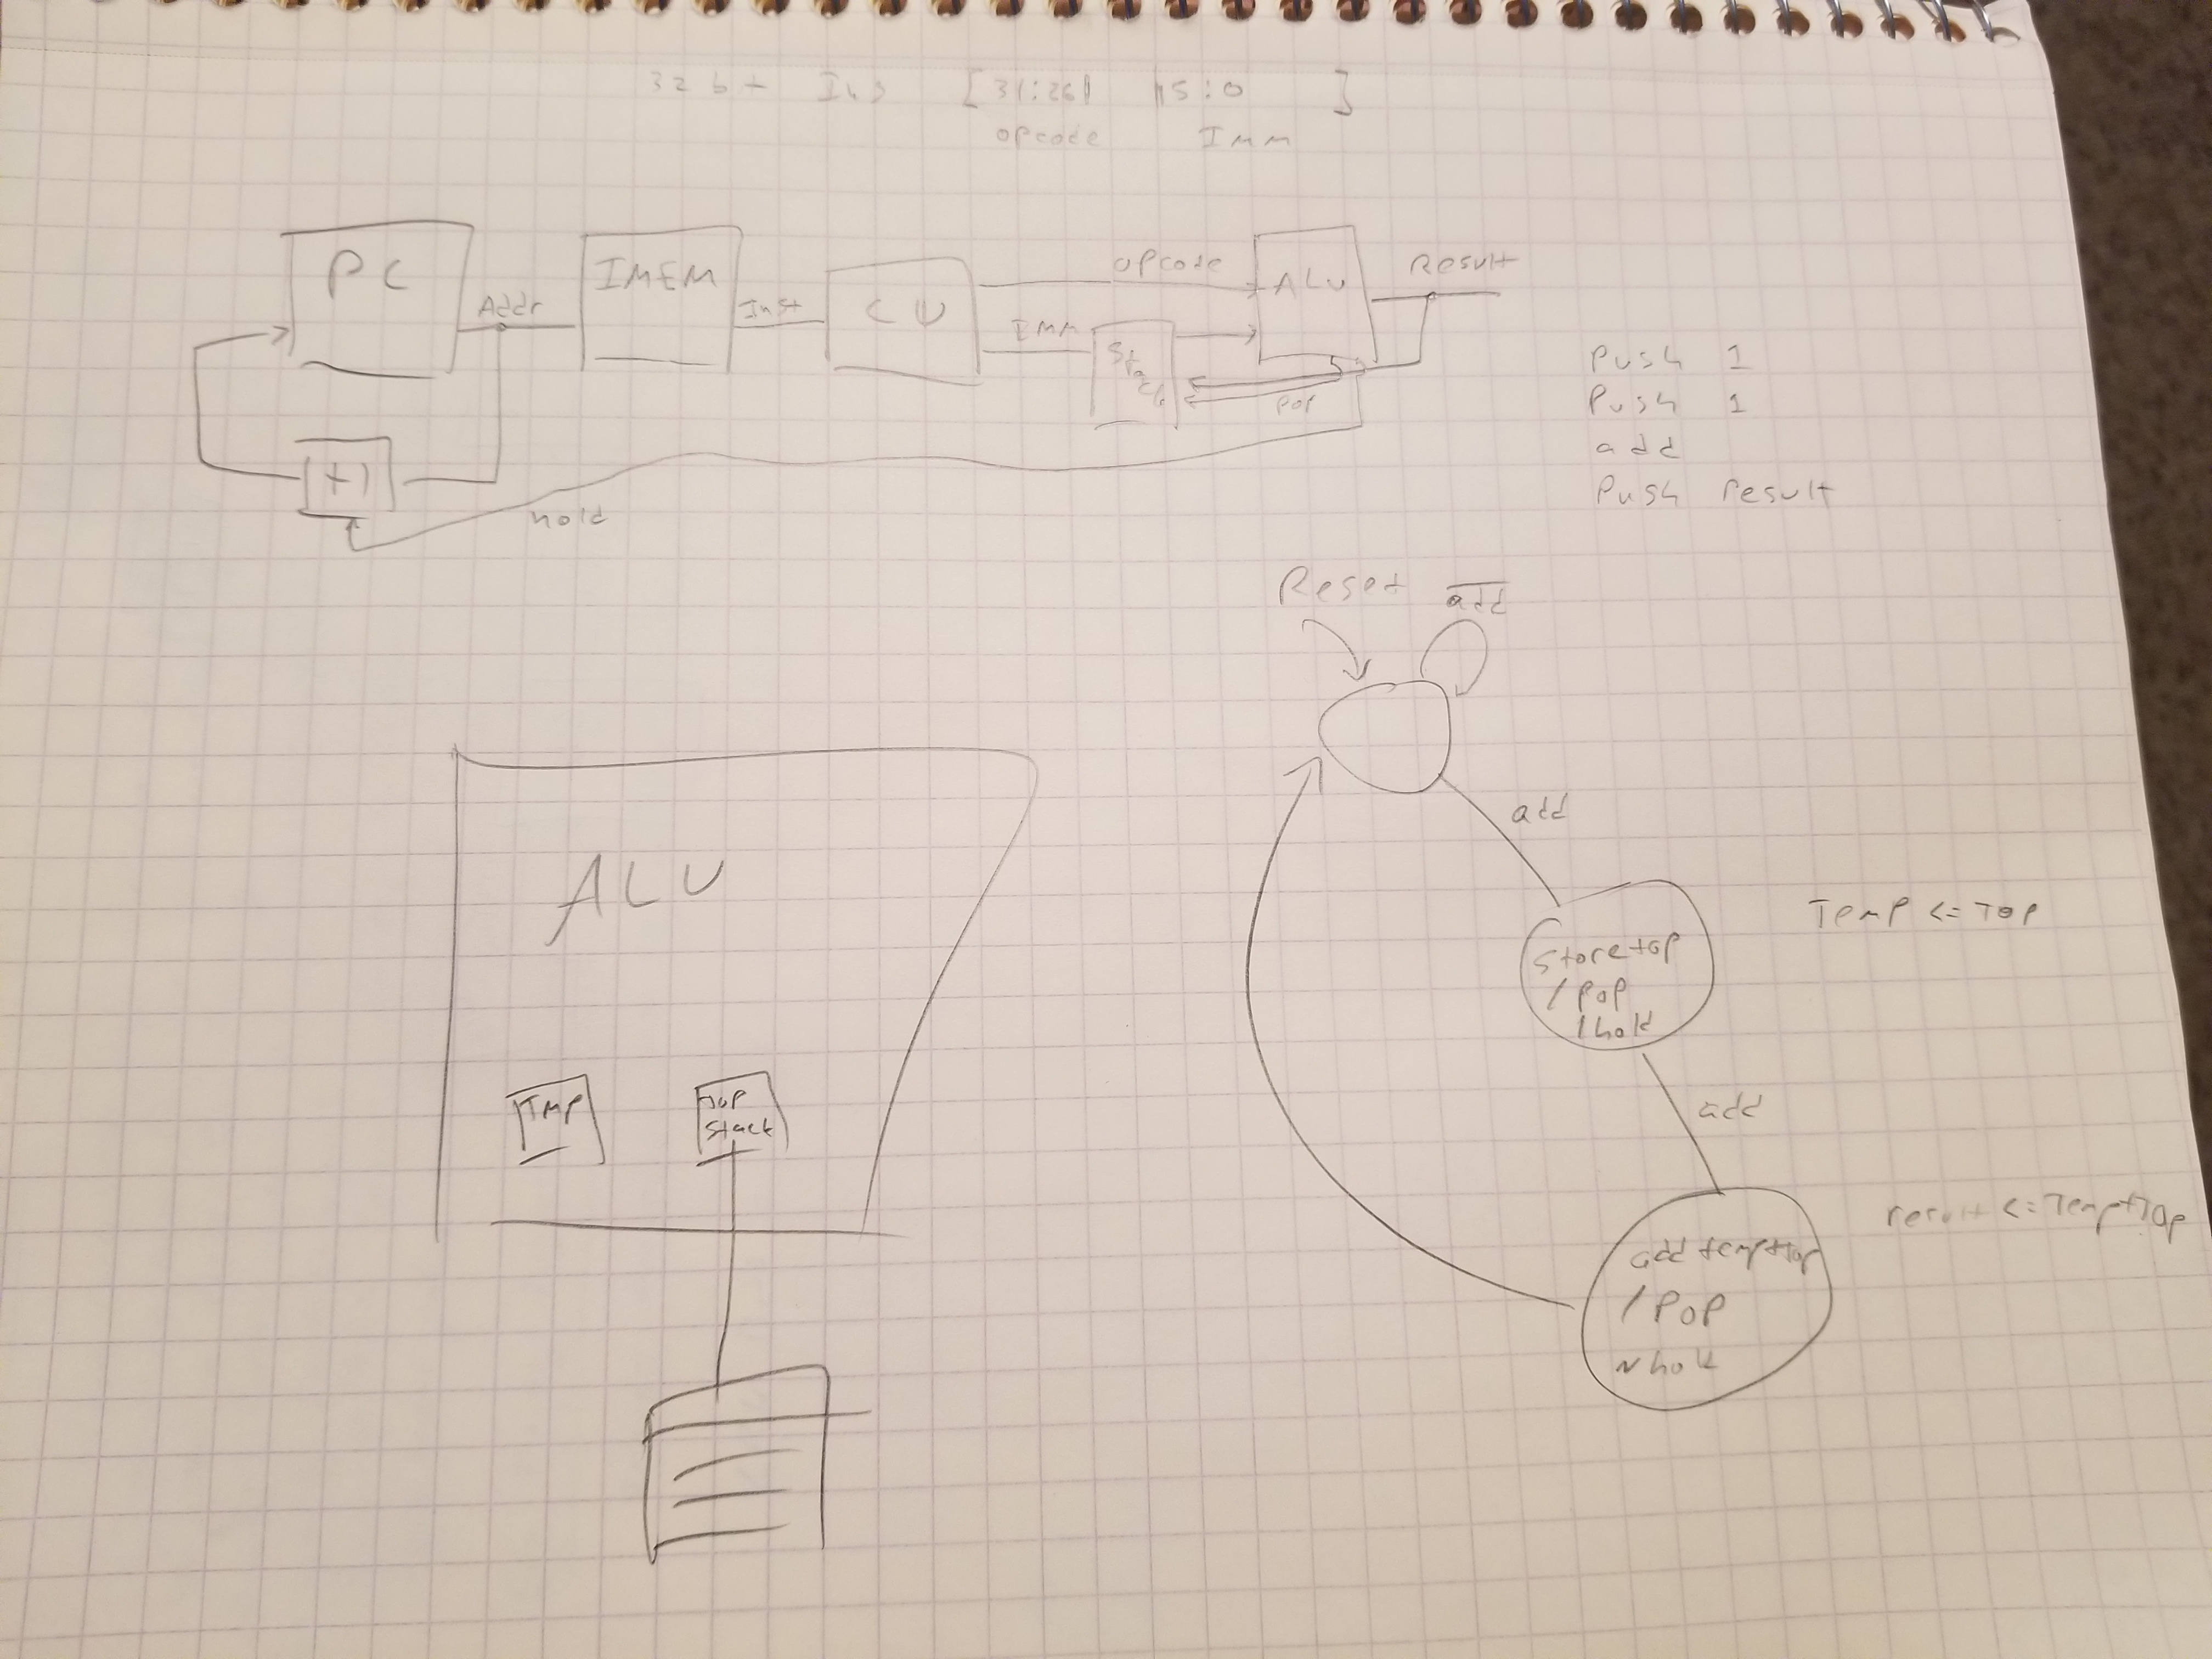 32 bit Ins [31:26| |15:0 ]
opcode Imm
PC
Addr
IMEM
Inst
CU
opcode
IMM
Stack
ALU
Result
pop
+1
hold
Push 1
Push 1
add
Push result
Reset
add
add
Store top
/ pop
/ hold
Temp <= Top
add
add temp+top
/ POP
~ hold
result <= Temp+Top
ALU
TMP
top
stack